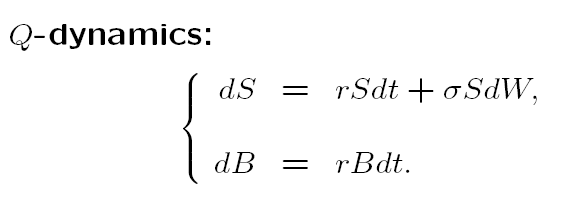 Q-dynamics:
dS = rSdt + σSdW,
dB = rBdt.